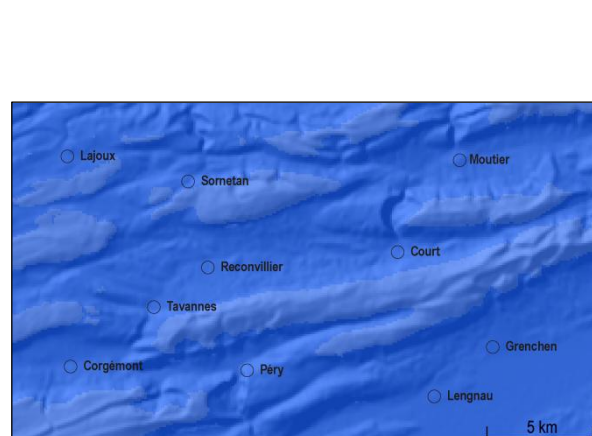 Lajoux
Moutier
Sornetan
Court
Reconvillier
Tavannes
Grenchen
Corgémont
Péry
Lengnau
5 km